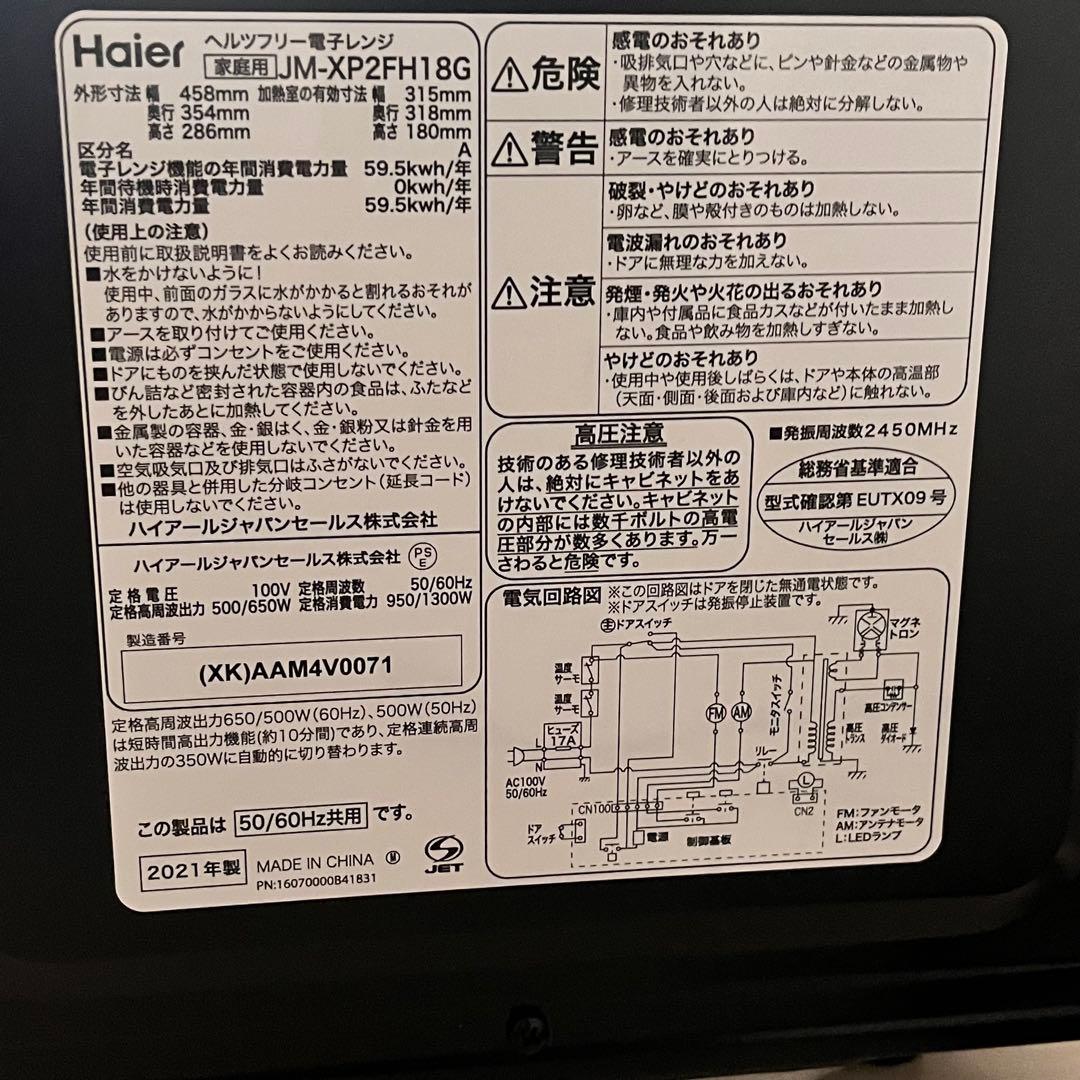 Haier
ヘルツフリー電子レンジ
家庭用 JM-XP2FH18G
外形寸法 幅 458mm 加熱室の有効寸法 幅 315mm
奥行 354mm 奥行 318mm
高さ 286mm 高さ 180mm
区分名 A
電子レンジ機能の年間消費電力量 59.5kwh/年
年間待機時消費電力量 0kwh/年
年間消費電力量 59.5kwh/年
(使用上の注意)
使用前に取扱説明書をよくお読みください。
■水をかけないように!
使用中、前面のガラスに水がかかると割れるおそれが
ありますので、水がかからないようにしてください。
■アースを取り付けてご使用ください。
■電源は必ずコンセントをご使用ください。
■ドアにものを挟んだ状態で使用しないでください。
■びん詰など密封された容器内の食品は、ふたなど
を外したあとに加熱してください。
■金属製の容器、金・銀はく、金・銀粉又は針金を用
いた容器などを使用しないでください。
■空気吸気口及び排気口はふさがないでください。
■他の器具と併用した分岐コンセント(延長コード)
は使用しないでください。
ハイアールジャパンセールス株式会社
ハイアールジャパンセールス株式会社 PS E
定格電圧 100V 定格周波数 50/60Hz
定格高周波出力 500/650W 定格消費電力 950/1300W
製造番号
(XK)AAM4V0071
定格高周波出力650/500W(60Hz)、500W(50Hz)
は短時間高出力機能(約10分間)であり、定格連続高周
波出力の350Wに自動的に切り替わります。
この製品は 50/60Hz共用 です。
2021年製 MADE IN CHINA M
PN:16070000B41831
JET
危険
感電のおそれあり
・吸排気口や穴などに、ピンや針金などの金属物や
異物を入れない。
・修理技術者以外の人は絶対に分解しない。
警告
感電のおそれあり
・アースを確実にとりつける。
注意
破裂・やけどのおそれあり
・卵など、膜や殻付きのものは加熱しない。
電波漏れのおそれあり
・ドアに無理な力を加えない。
発煙・発火や火花の出るおそれあり
・庫内や付属品に食品カスなどが付いたまま加熱し
ない。食品や飲み物を加熱しすぎない。
やけどのおそれあり
・使用中や使用後しばらくは、ドアや本体の高温部
(天面・側面・後面および庫内など)に触れない。
高圧注意
技術のある修理技術者以外の
人は、絶対にキャビネットをあ
けないでください。キャビネット
の内部には数千ボルトの高電
圧部分が数多くあります。万一
さわると危険です。
■発振周波数2450MHz
総務省基準適合
型式確認第 EUTX09 号
ハイアールジャパン
セールス㈱
電気回路図
※この回路図はドアを閉じた無通電状態です。
※ドアスイッチは発振停止装置です。
主ドアスイッチ
マグネ
トロン
温度
サーモ
温度
サーモ
FM
AM
モニタスイッチ
高圧コンデンサー
ヒューズ
17A
高圧
トランス
高圧
ダイオード
L
N
リレー
AC100V
50/60Hz
L
CN2
CN100
ドア
スイッチ
電源
制御基板
FM:ファンモータ
AM:アンテナモータ
L:LEDランプ